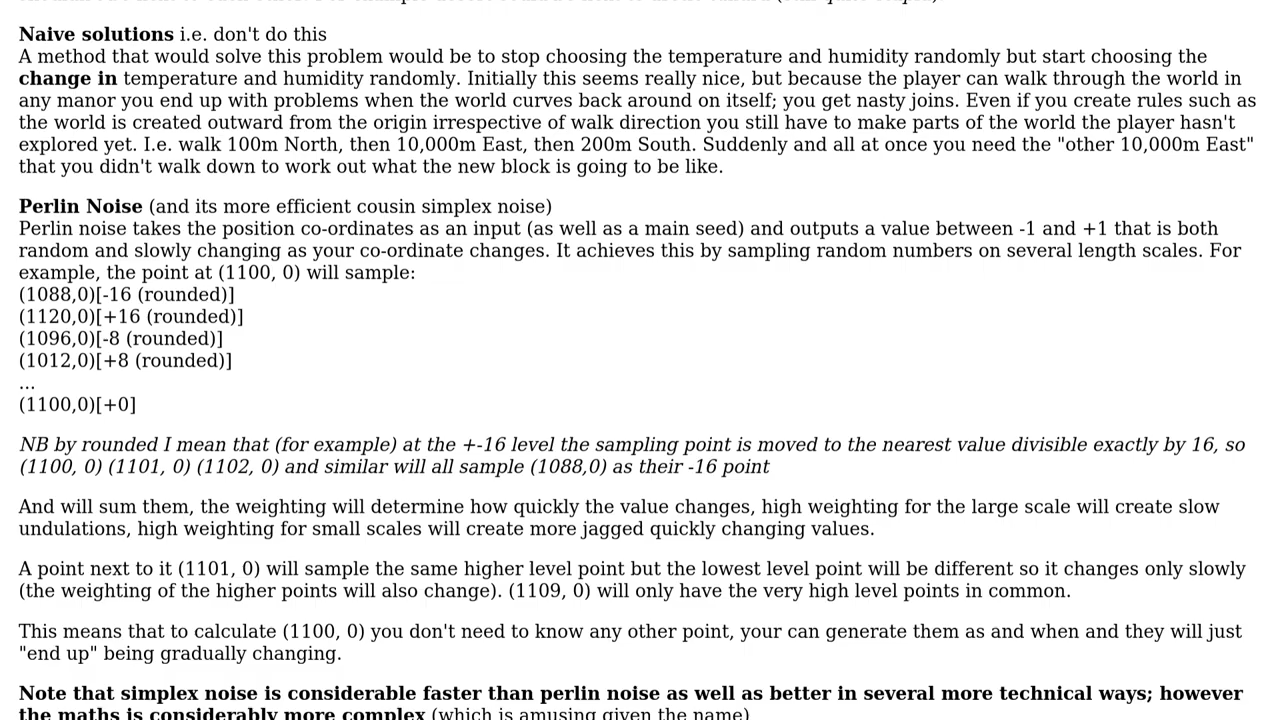 Naive solutions i.e. don't do this
A method that would solve this problem would be to stop choosing the temperature and humidity randomly but start choosing the
change in temperature and humidity randomly. Initially this seems really nice, but because the player can walk through the world in
any manor you end up with problems when the world curves back around on itself; you get nasty joins. Even if you create rules such as
the world is created outward from the origin irrespective of walk direction you still have to make parts of the world the player hasn't
explored yet. I.e. walk 100m North, then 10,000m East, then 200m South. Suddenly and all at once you need the "other 10,000m East"
that you didn't walk down to work out what the new block is going to be like.
Perlin Noise (and its more efficient cousin simplex noise)
Perlin noise takes the position co-ordinates as an input (as well as a main seed) and outputs a value between -1 and +1 that is both
random and slowly changing as your co-ordinate changes. It achieves this by sampling random numbers on several length scales. For
example, the point at (1100, 0) will sample:
(1088,0)[-16 (rounded)]
(1120,0)[+16 (rounded)]
(1096,0)[-8 (rounded)]
(1012,0)[+8 (rounded)]
...
(1100,0)[+0]
NB by rounded I mean that (for example) at the +-16 level the sampling point is moved to the nearest value divisible exactly by 16, so
(1100, 0) (1101, 0) (1102, 0) and similar will all sample (1088,0) as their -16 point
And will sum them, the weighting will determine how quickly the value changes, high weighting for the large scale will create slow
undulations, high weighting for small scales will create more jagged quickly changing values.
A point next to it (1101, 0) will sample the same higher level point but the lowest level point will be different so it changes only slowly
(the weighting of the higher points will also change). (1109, 0) will only have the very high level points in common.
This means that to calculate (1100, 0) you don't need to know any other point, your can generate them as and when and they will just
"end up" being gradually changing.
Note that simplex noise is considerable faster than perlin noise as well as better in several more technical ways; however
the maths is considerably more complex (which is amusing given the name)